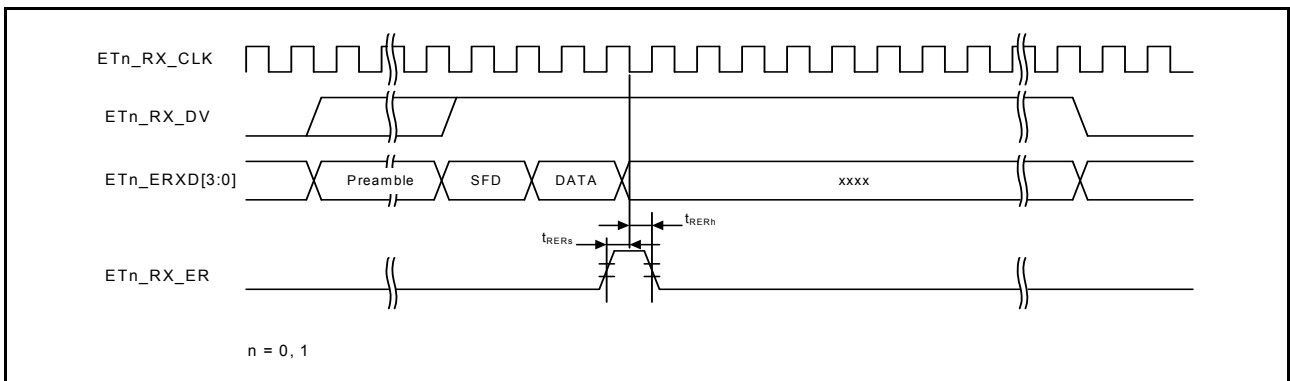 ETn_RX_CLK
ETn_RX_DV
ETn_ERXD[3:0]
Preamble
SFD
DATA
xxxx
tRERh
tRERs
ETn_RX_ER
n = 0, 1